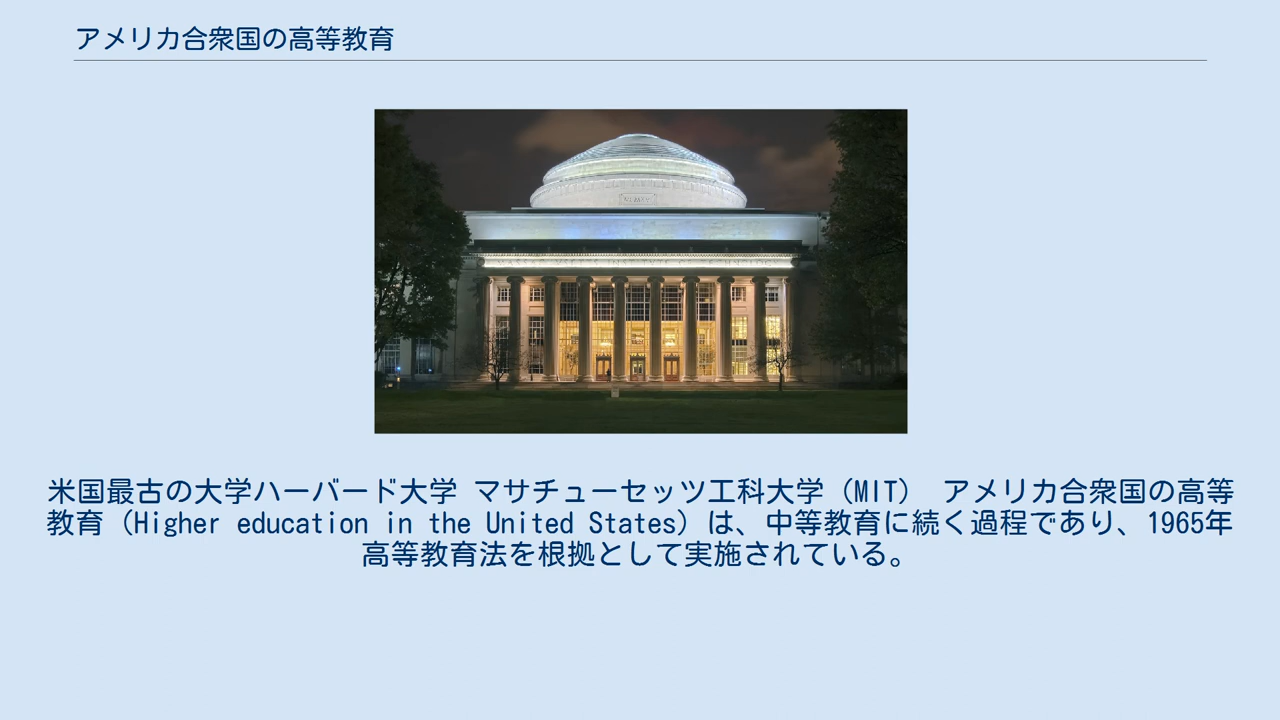 アメリカ合衆国の高等教育
米国最古の大学ハーバード大学 マサチューセッツ工科大学（MIT） アメリカ合衆国の高等
教育（Higher education in the United States）は、中等教育に続く過程であり、1965年
高等教育法を根拠として実施されている。